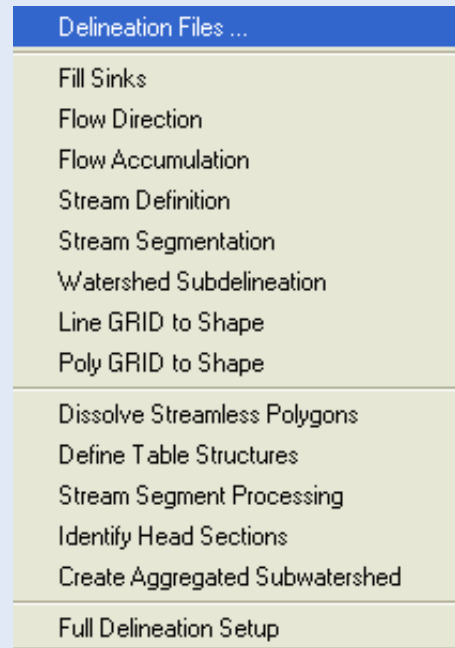 Delineation Files ...
Fill Sinks
Flow Direction
Flow Accumulation
Stream Definition
Stream Segmentation
Watershed Subdelineation
Line GRID to Shape
Poly GRID to Shape
Dissolve Streamless Polygons
Define Table Structures
Stream Segment Processing
Identify Head Sections
Create Aggregated Subwatershed
Full Delineation Setup